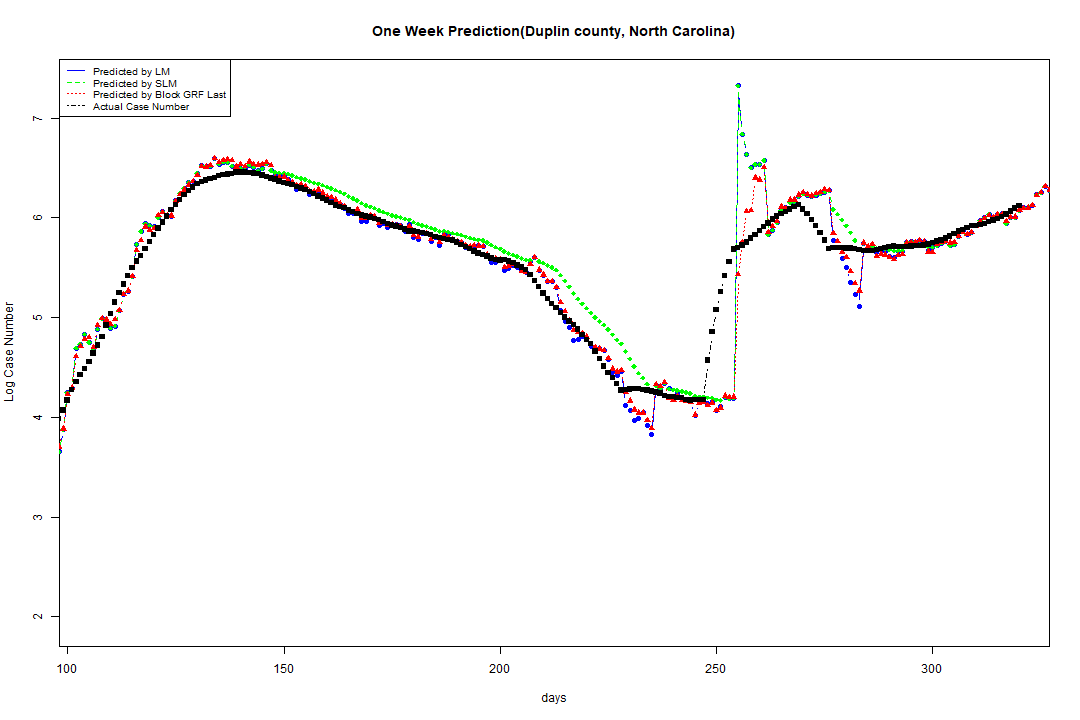 One Week Prediction(Duplin county, North Carolina)
Predicted by LM
Predicted by SLM
Predicted by Block GRF Last
Actual Case Number
Log Case Number
7
6
5
4
3
2
100 150 200 250 300
days